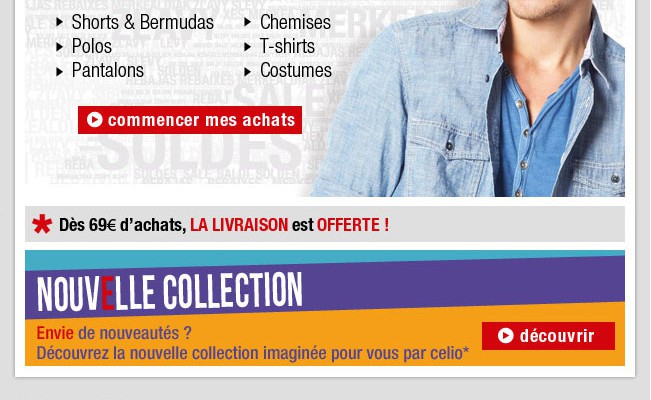 Shorts & Bermudas
Chemises
Polos
T-shirts
Pantalons
Costumes
commencer mes achats
SALE
SOLDES
* Dès 69€ d'achats, LA LIVRAISON est OFFERTE !
NOUVELLE COLLECTION
Envie de nouveautés ?
Découvrez la nouvelle collection imaginée pour vous par celio*
découvrir